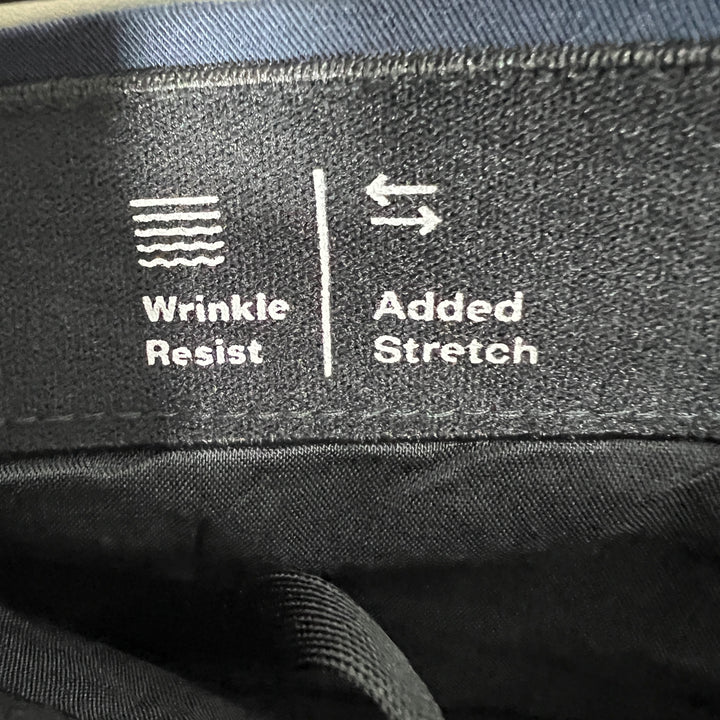 Wrinkle
Resist
Added
Stretch